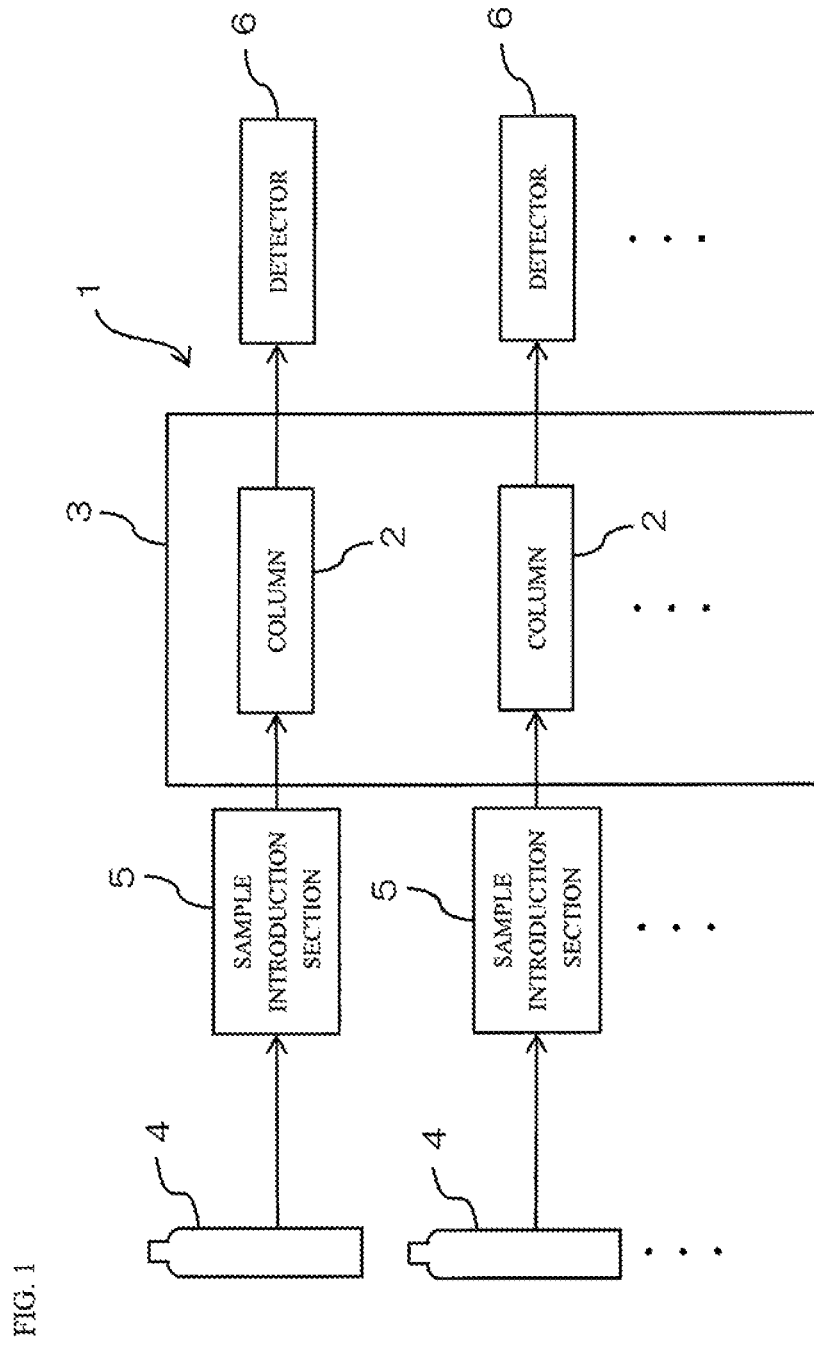 FIG. 1
1
3
4
5
SAMPLE
INTRODUCTION
SECTION
COLUMN
2
DETECTOR
6
4
5
SAMPLE
INTRODUCTION
SECTION
COLUMN
2
DETECTOR
6